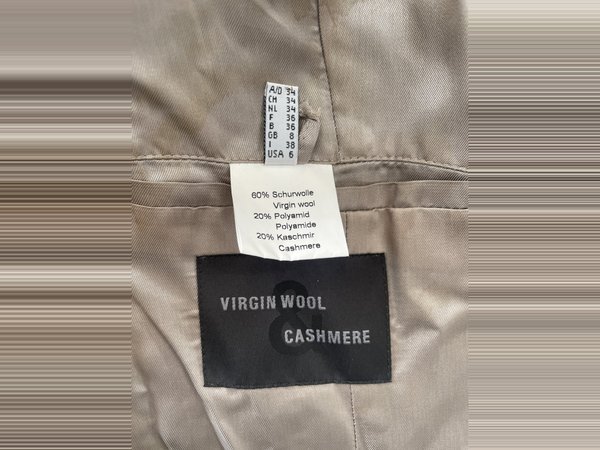 A/D 34
CH 34
NL 34
F 36
B 36
GB 8
I 38
USA 6
60% Schurwolle
Virgin wool
20% Polyamid
Polyamide
20% Kaschmir
Cashmere
VIRGIN WOOL
&
CASHMERE